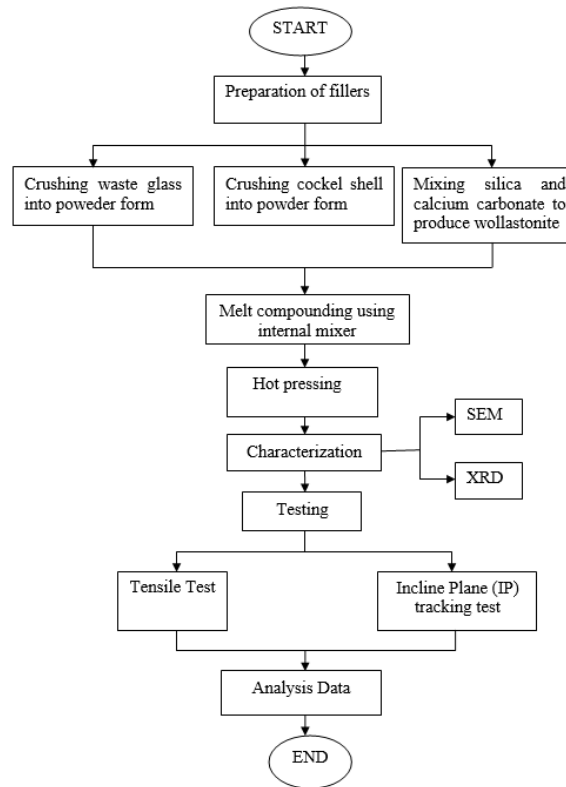 START
Preparation of fillers
Crushing waste glass
into poweder form
Crushing cockel shell
into powder form
Mixing silica and
calcium carbonate to
produce wollastonite
Melt compounding using
internal mixer
Hot pressing
SEM
Characterization
XRD
Testing
Tensile Test
Incline Plane (IP)
tracking test
Analysis Data
END